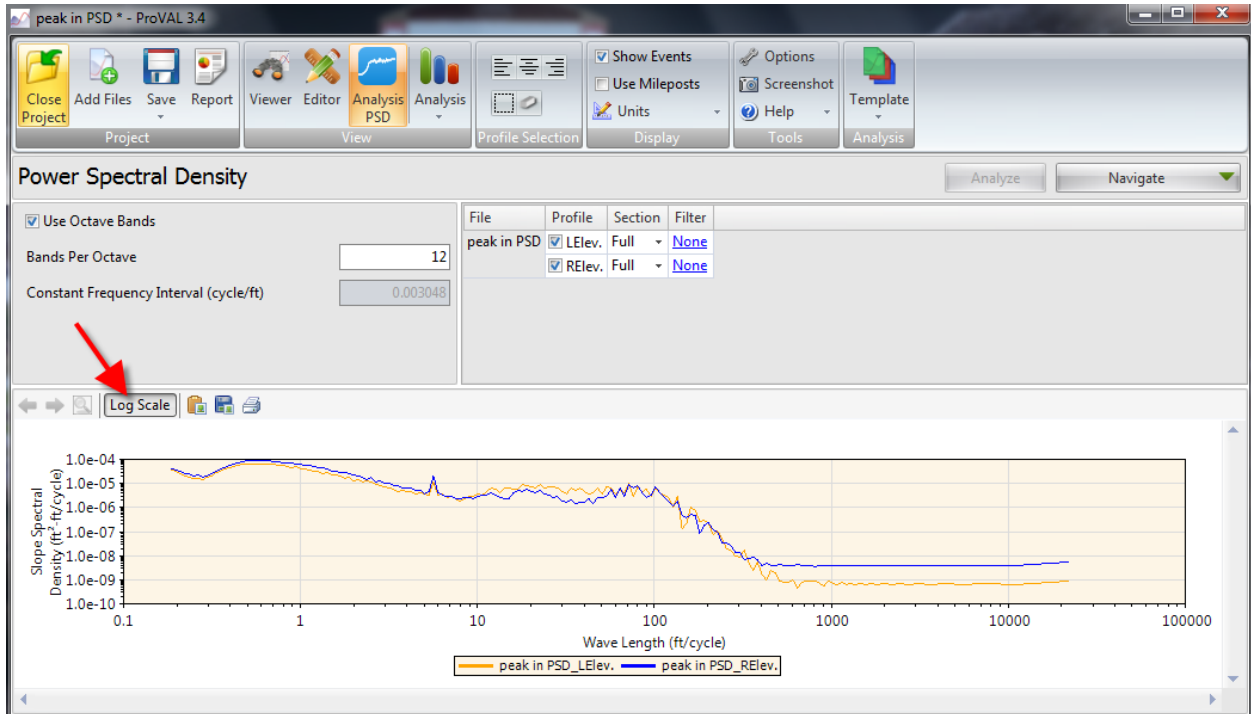 peak in PSD * - ProVAL 3.4
Close Project
Add Files
Save
Report
Project
Viewer
Editor
Analysis PSD
Analysis
View
Profile Selection
Show Events
Use Mileposts
Units
Display
Options
Screenshot
Help
Tools
Template
Analysis
Power Spectral Density
Analyze
Navigate
Use Octave Bands
Bands Per Octave 12
Constant Frequency Interval (cycle/ft) 0.003048
File Profile Section Filter
peak in PSD LElev. Full None
RElev. Full None
Log Scale
Slope Spectral
Density (ft²-ft/cycle)
1.0e-04
1.0e-05
1.0e-06
1.0e-07
1.0e-08
1.0e-09
1.0e-10
0.1 1 10 100 1000 10000 100000
Wave Length (ft/cycle)
peak in PSD_LElev. peak in PSD_RElev.